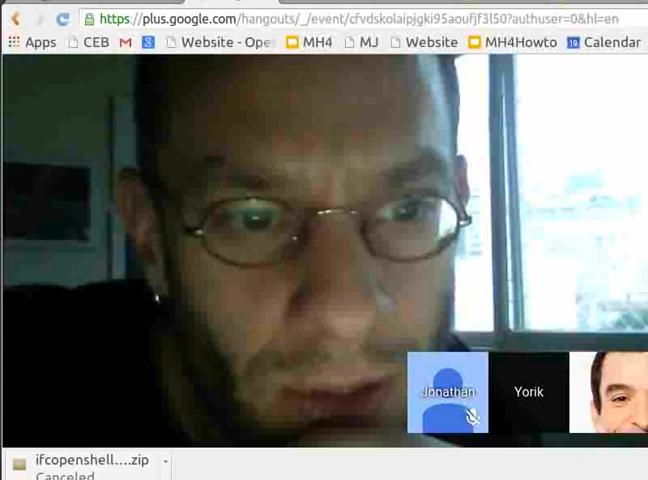 https://plus.google.com/hangouts/_/event/cfvdskolaipjgki95aoufjf3l50?authuser=0&hl=en
Apps CEB Website - Ope MH4 MJ Website MH4Howto 19 Calendar
Jonathan Yorik
ifcopenshell....zip
Canceled